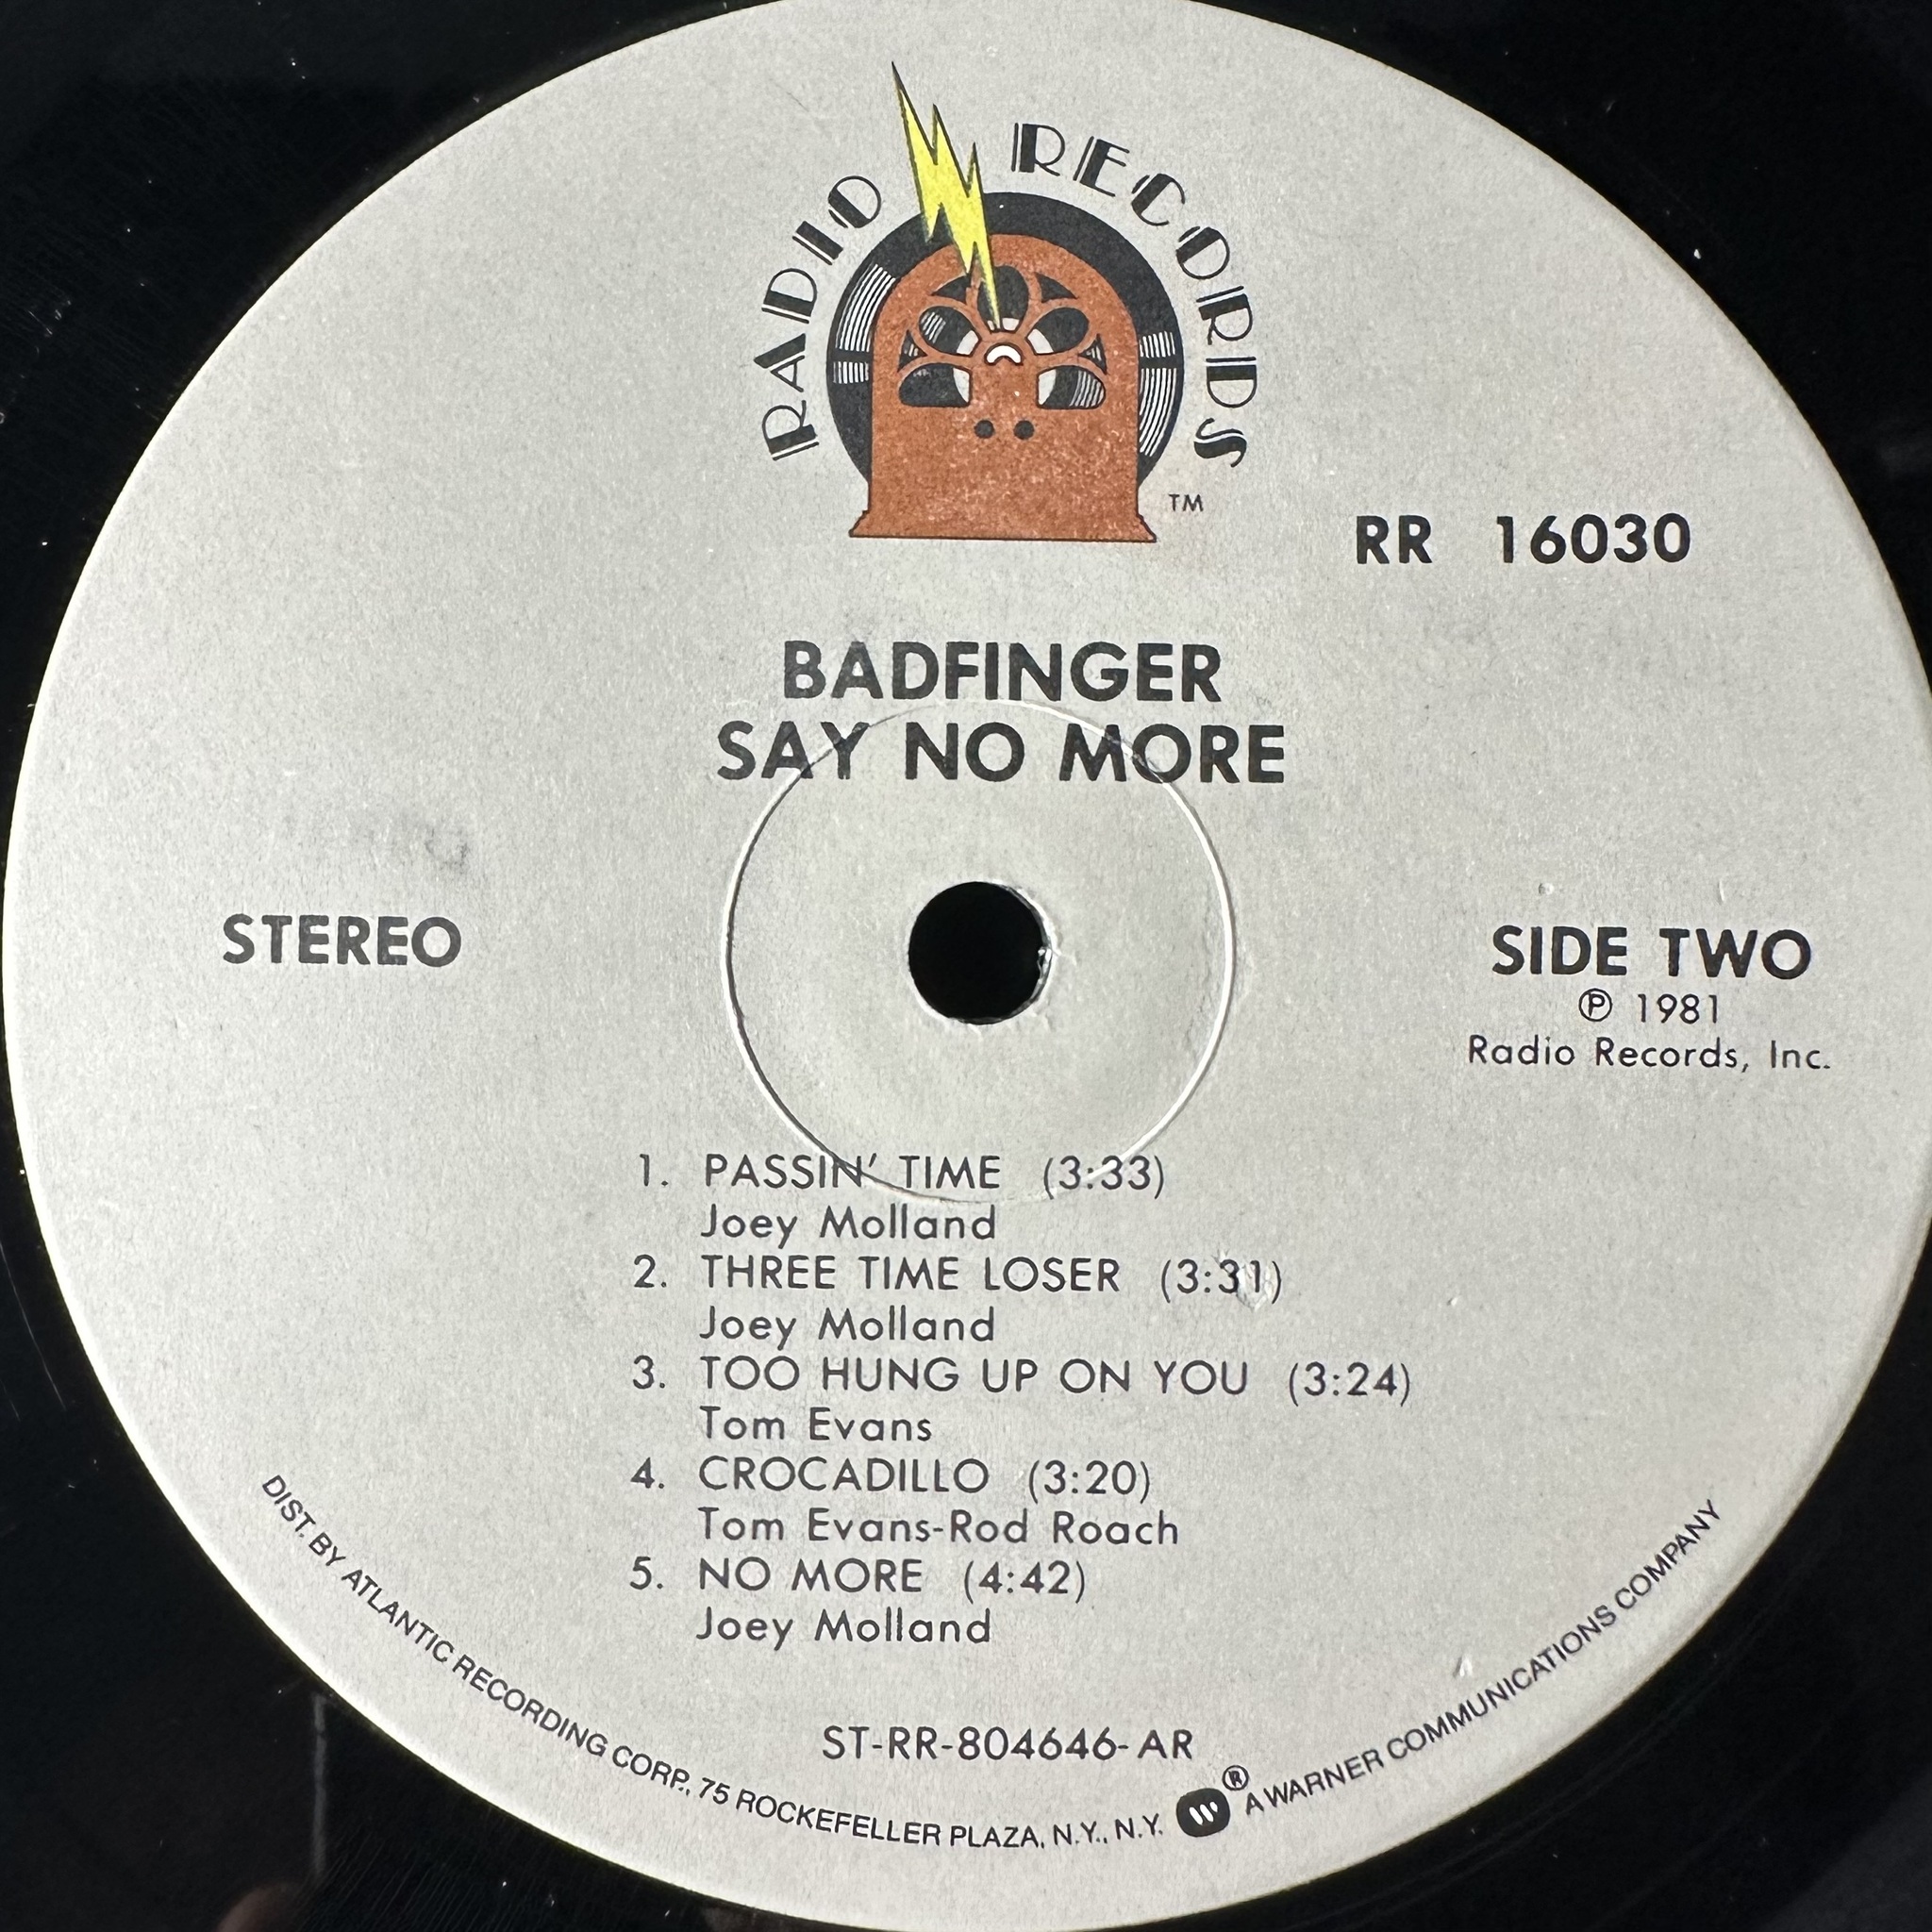 RADIO RECORDS
TM
RR 16030
BADFINGER
SAY NO MORE
STEREO
SIDE TWO
℗ 1981
Radio Records, Inc.
1. PASSIN' TIME (3:33)
Joey Molland
2. THREE TIME LOSER (3:31)
Joey Molland
3. TOO HUNG UP ON YOU (3:24)
Tom Evans
4. CROCADILLO (3:20)
Tom Evans-Rod Roach
5. NO MORE (4:42)
Joey Molland
ST-RR-804646-AR
DIST. BY ATLANTIC RECORDING CORP., 75 ROCKEFELLER PLAZA, N.Y., N.Y. W ® A WARNER COMMUNICATIONS COMPANY